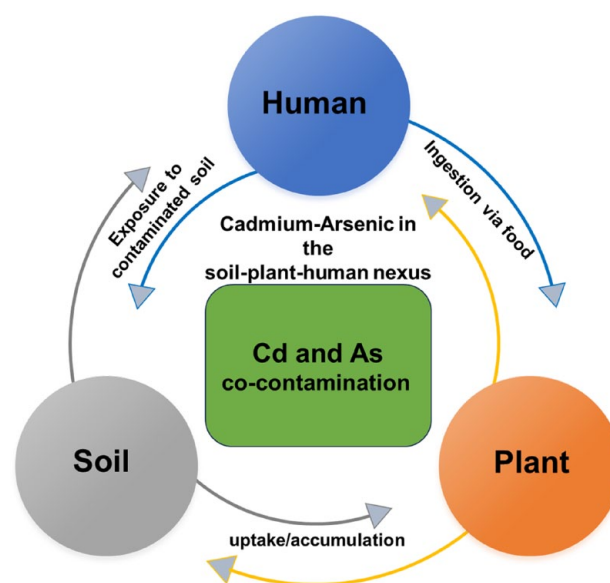 Human
Exposure to
contaminated soil
Ingestion via food
Cadmium-Arsenic in
the
soil-plant-human nexus
Cd and As
co-contamination
Soil
Plant
uptake/accumulation